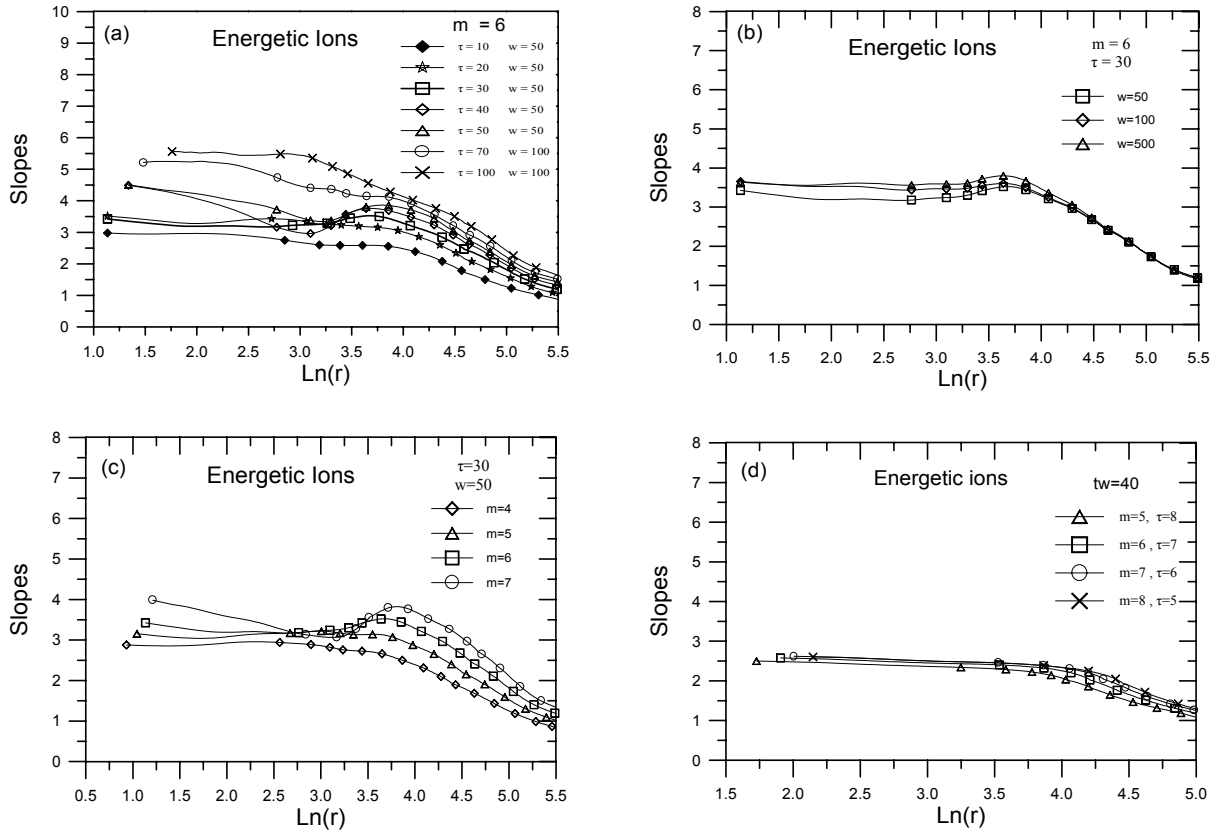 (a)
Energetic Ions
m = 6
τ = 10 w = 50
τ = 20 w = 50
τ = 30 w = 50
τ = 40 w = 50
τ = 50 w = 50
τ = 70 w = 100
τ = 100 w = 100
10
9
8
7
6
5
4
3
2
1
0
Slopes
1.0 1.5 2.0 2.5 3.0 3.5 4.0 4.5 5.0 5.5
Ln(r)
(b)
Energetic Ions
m = 6
τ = 30
w=50
w=100
w=500
8
7
6
5
4
3
2
1
0
Slopes
1.0 1.5 2.0 2.5 3.0 3.5 4.0 4.5 5.0 5.5
Ln(r)
(c)
Energetic Ions
τ=30
w=50
m=4
m=5
m=6
m=7
8
7
6
5
4
3
2
1
0
Slopes
0.5 1.0 1.5 2.0 2.5 3.0 3.5 4.0 4.5 5.0 5.5
Ln(r)
(d)
Energetic ions
tw=40
m=5, τ=8
m=6 , τ=7
m=7 , τ=6
m=8 , τ=5
8
7
6
5
4
3
2
1
0
Slopes
1.5 2.0 2.5 3.0 3.5 4.0 4.5 5.0
Ln(r)